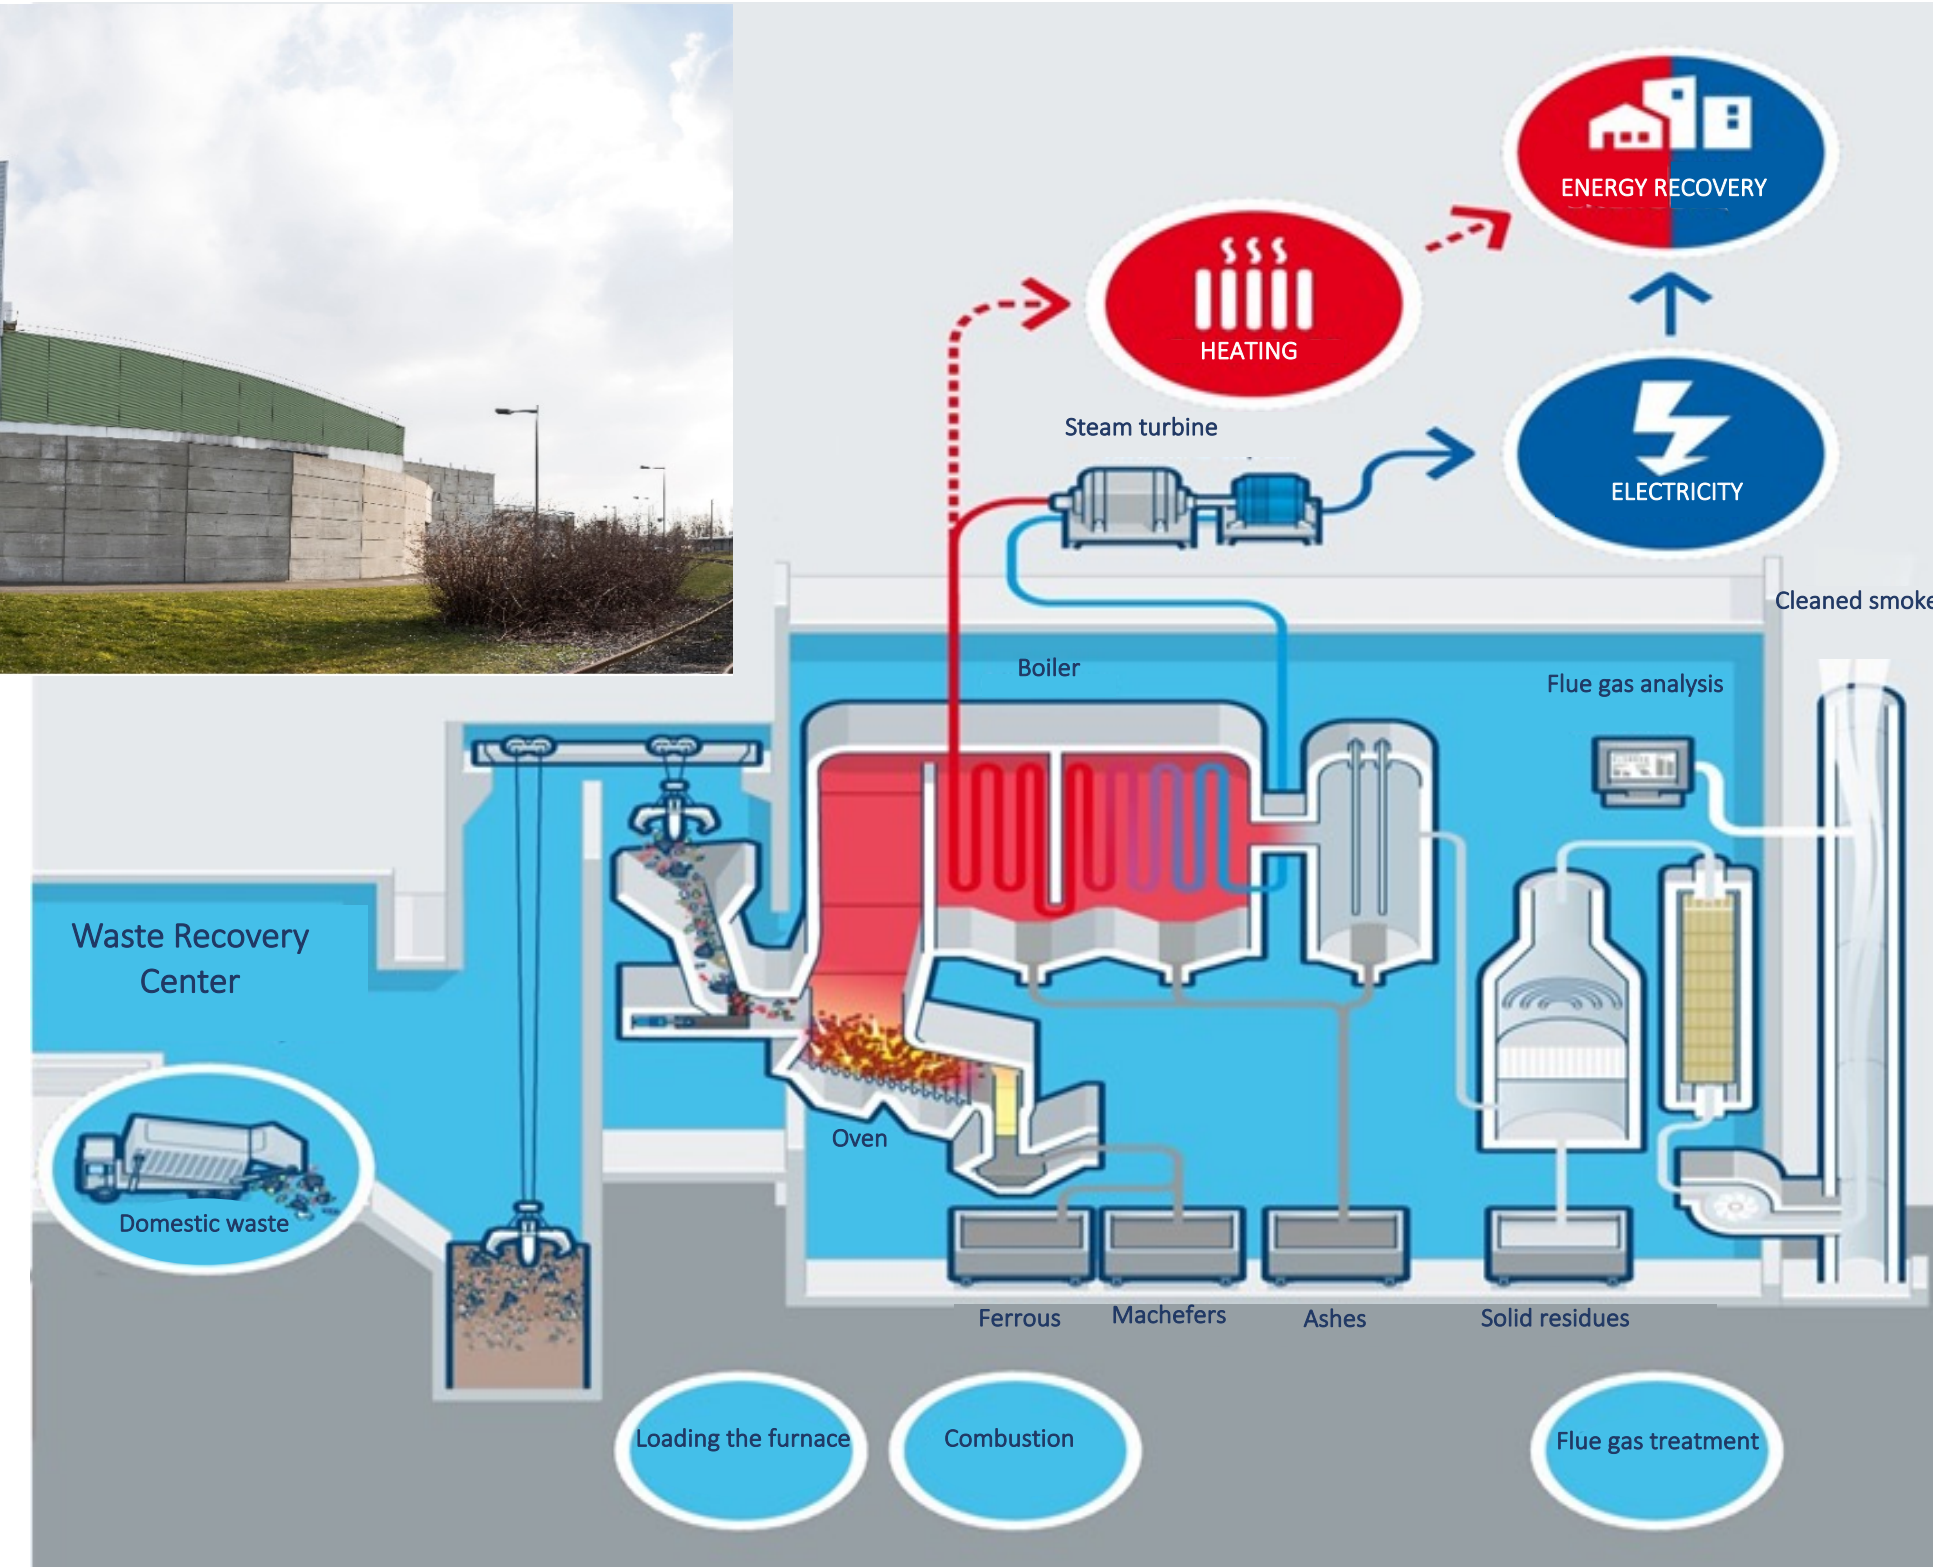 ENERGY RECOVERY
HEATING
Steam turbine
ELECTRICITY
Cleaned smoke
Boiler
Flue gas analysis
Waste Recovery
Center
Oven
Domestic waste
Ferrous
Machefers
Ashes
Solid residues
Loading the furnace
Combustion
Flue gas treatment